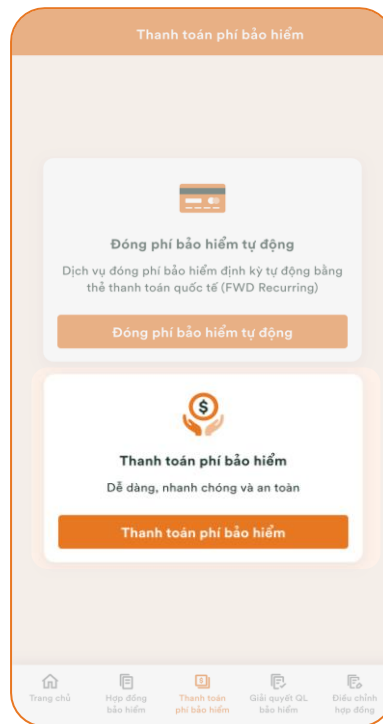 Thanh toán phí bảo hiểm
Đóng phí bảo hiểm tự động
Dịch vụ đóng phí bảo hiểm định kỳ tự động bằng
thẻ thanh toán quốc tế (FWD Recurring)
Đóng phí bảo hiểm tự động
$
Thanh toán phí bảo hiểm
Dễ dàng, nhanh chóng và an toàn
Thanh toán phí bảo hiểm
Trang chủ
Hợp đồng
bảo hiểm
Thanh toán
phí bảo hiểm
Giải quyết QL
bảo hiểm
Điều chỉnh
hợp đồng